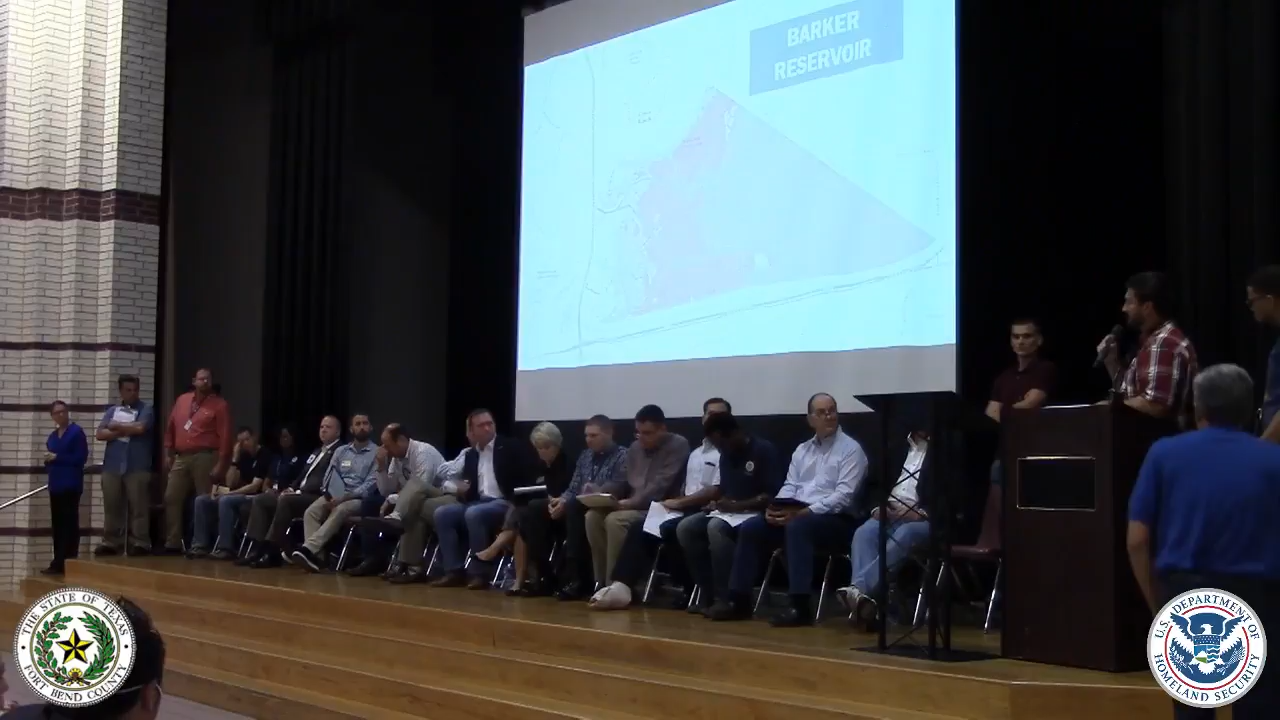 BARKER
RESERVOIR
THE STATE OF TEXAS
FORT BEND COUNTY
U.S. DEPARTMENT OF
HOMELAND SECURITY